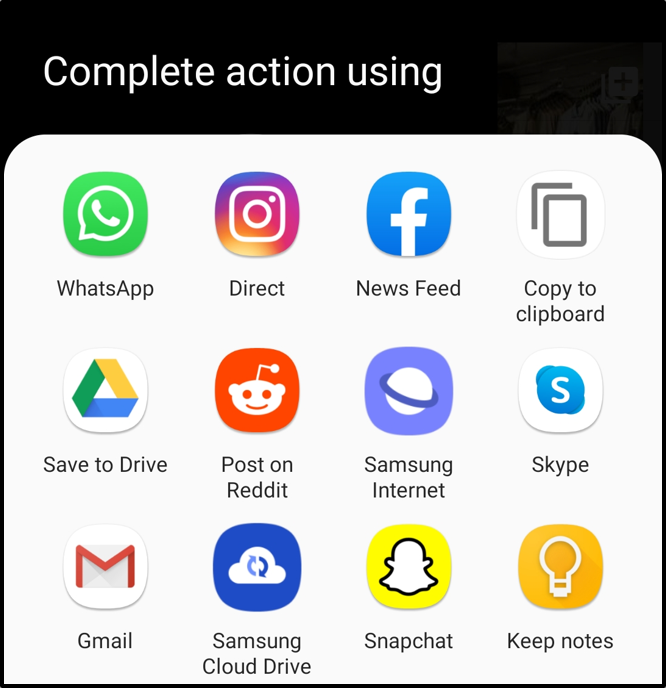 Complete action using
WhatsApp
Direct
News Feed
Copy to
clipboard
Save to Drive
Post on
Reddit
Samsung
Internet
S
Skype
Gmail
Samsung
Cloud Drive
Snapchat
Keep notes